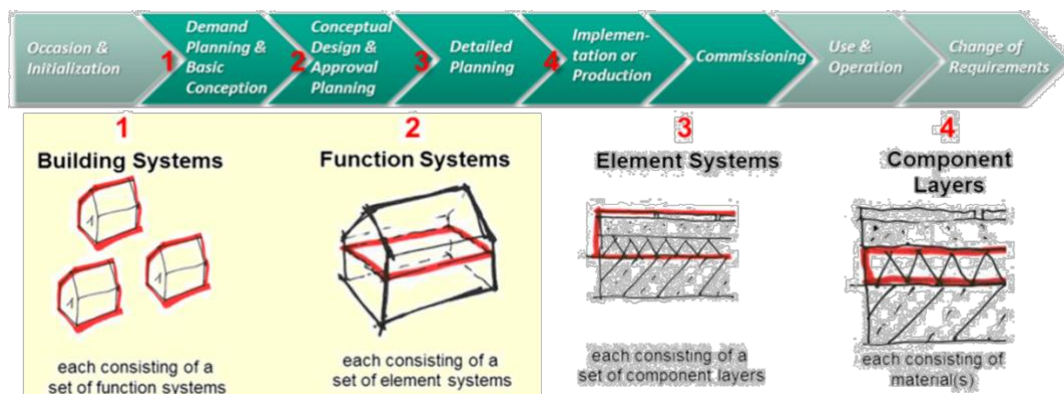 Occasion &
Initialization
1
Demand
Planning &
Basic
Conception
2
Conceptual
Design &
Approval
Planning
3
Detailed
Planning
4
Implemen-
tation or
Production
Commissioning
Use &
Operation
Change of
Requirements
1
Building Systems
each consisting of a
set of function systems
2
Function Systems
each consisting of a
set of element systems
3
Element Systems
each consisting of a
set of component layers
4
Component
Layers
each consisting of
material(s)